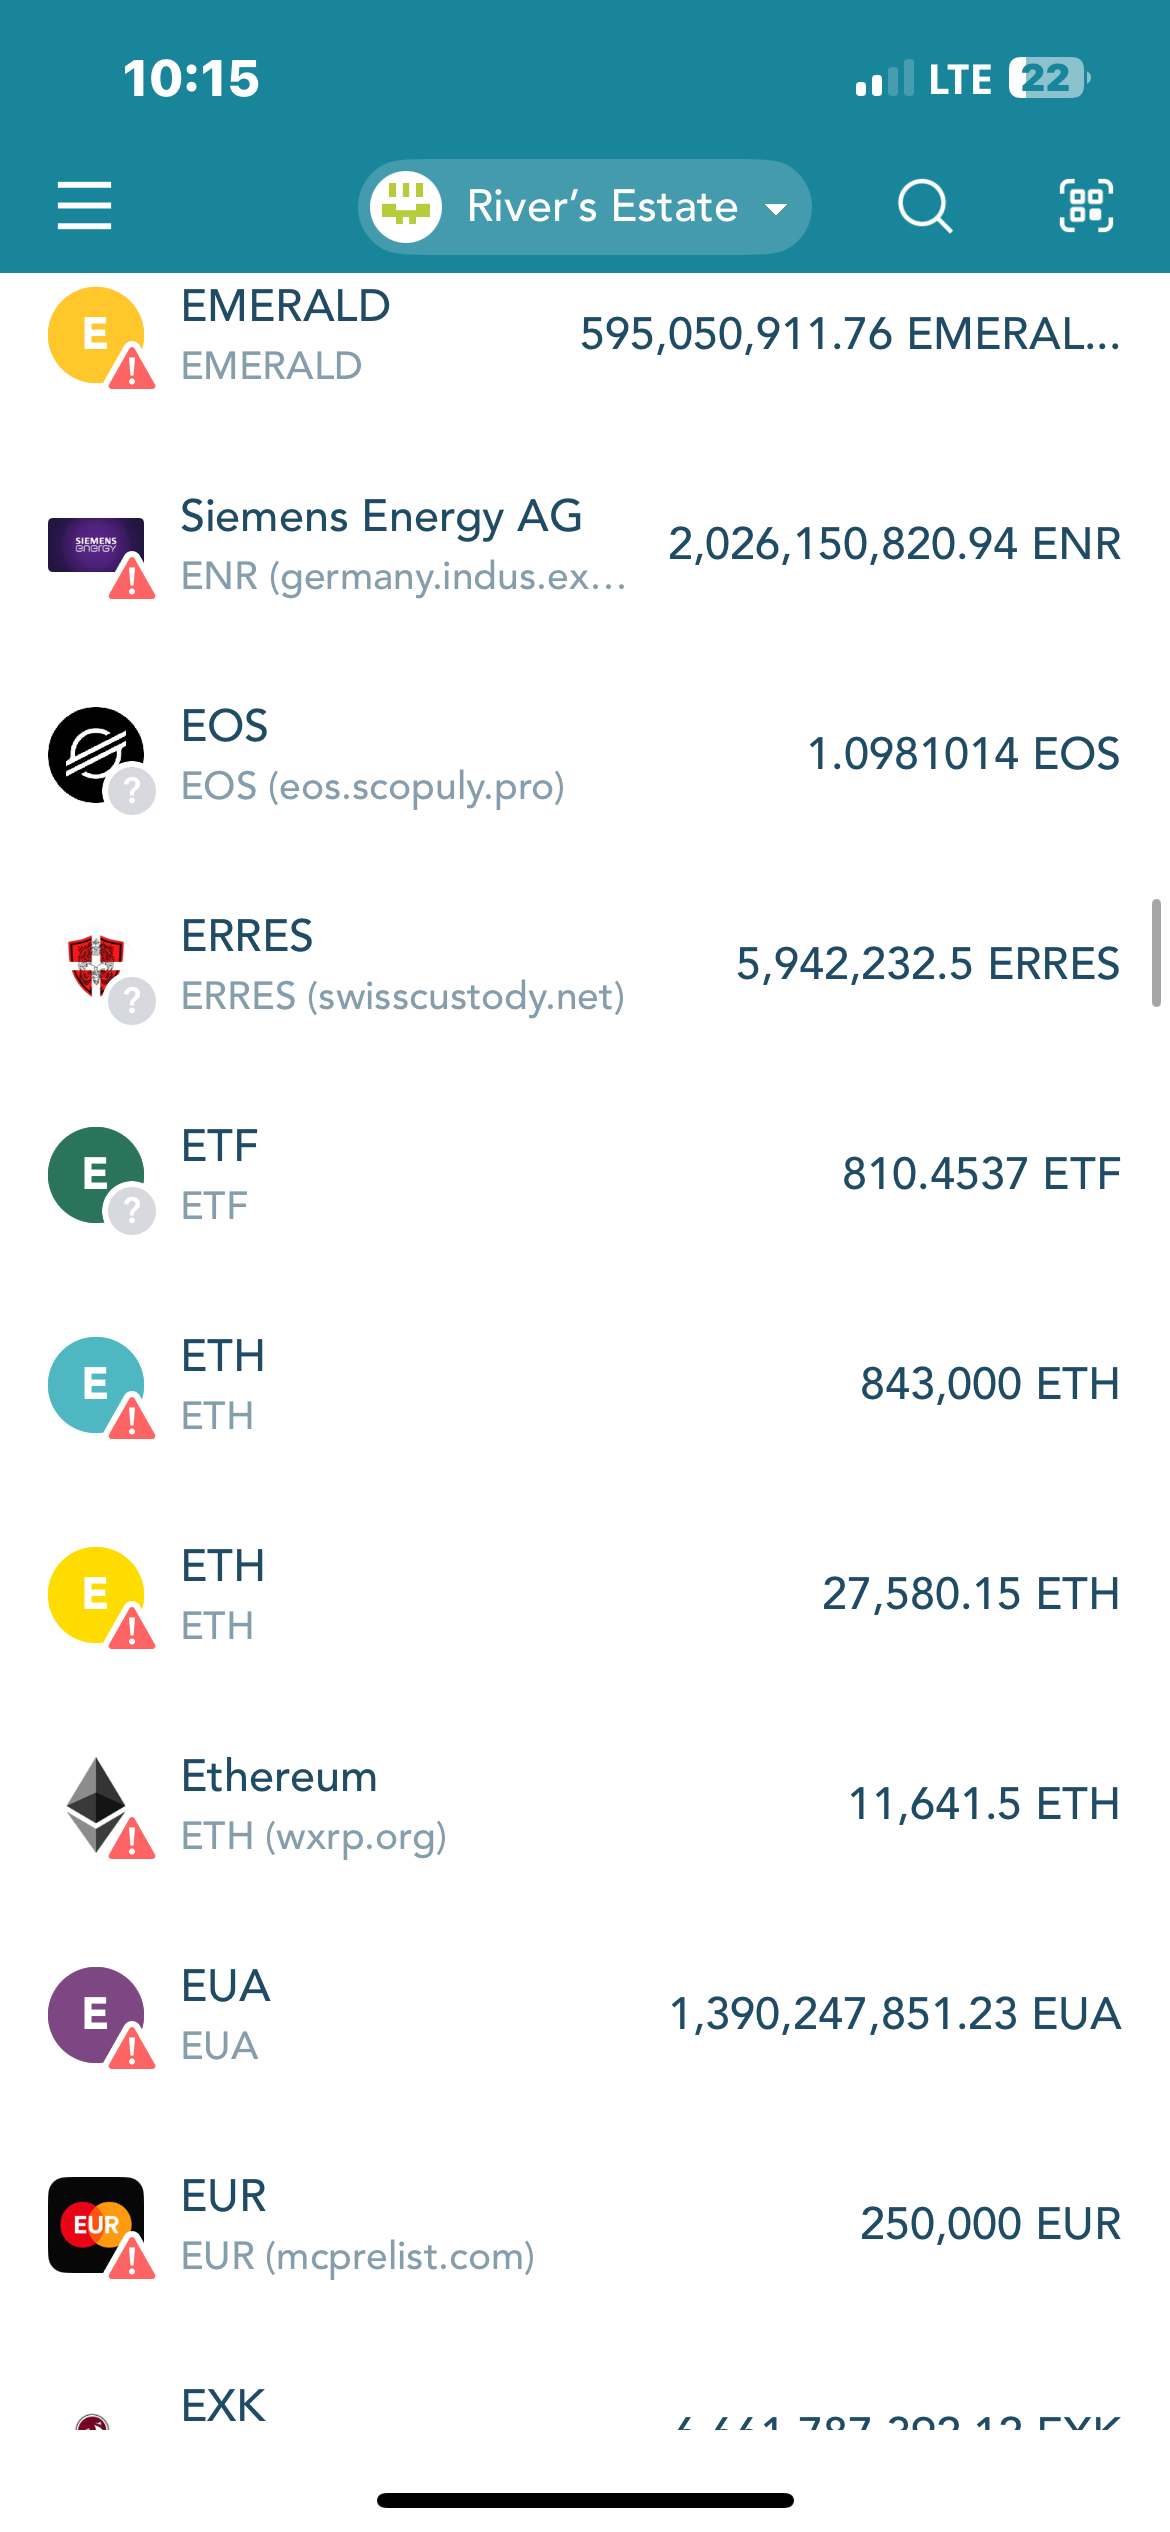 10:15
LTE 22
River's Estate
E
EMERALD
595,050,911.76 EMERAL...
EMERALD
SIEMENS
energy
Siemens Energy AG
2,026,150,820.94 ENR
ENR (germany.indus.ex...
EOS
1.0981014 EOS
EOS (eos.scopuly.pro)
ERRES
5,942,232.5 ERRES
ERRES (swisscustody.net)
E
ETF
810.4537 ETF
ETF
E
ETH
843,000 ETH
ETH
E
ETH
27,580.15 ETH
ETH
Ethereum
11,641.5 ETH
ETH (wxrp.org)
E
EUA
1,390,247,851.23 EUA
EUA
EUR
EUR
250,000 EUR
EUR (mcprelist.com)
EXK